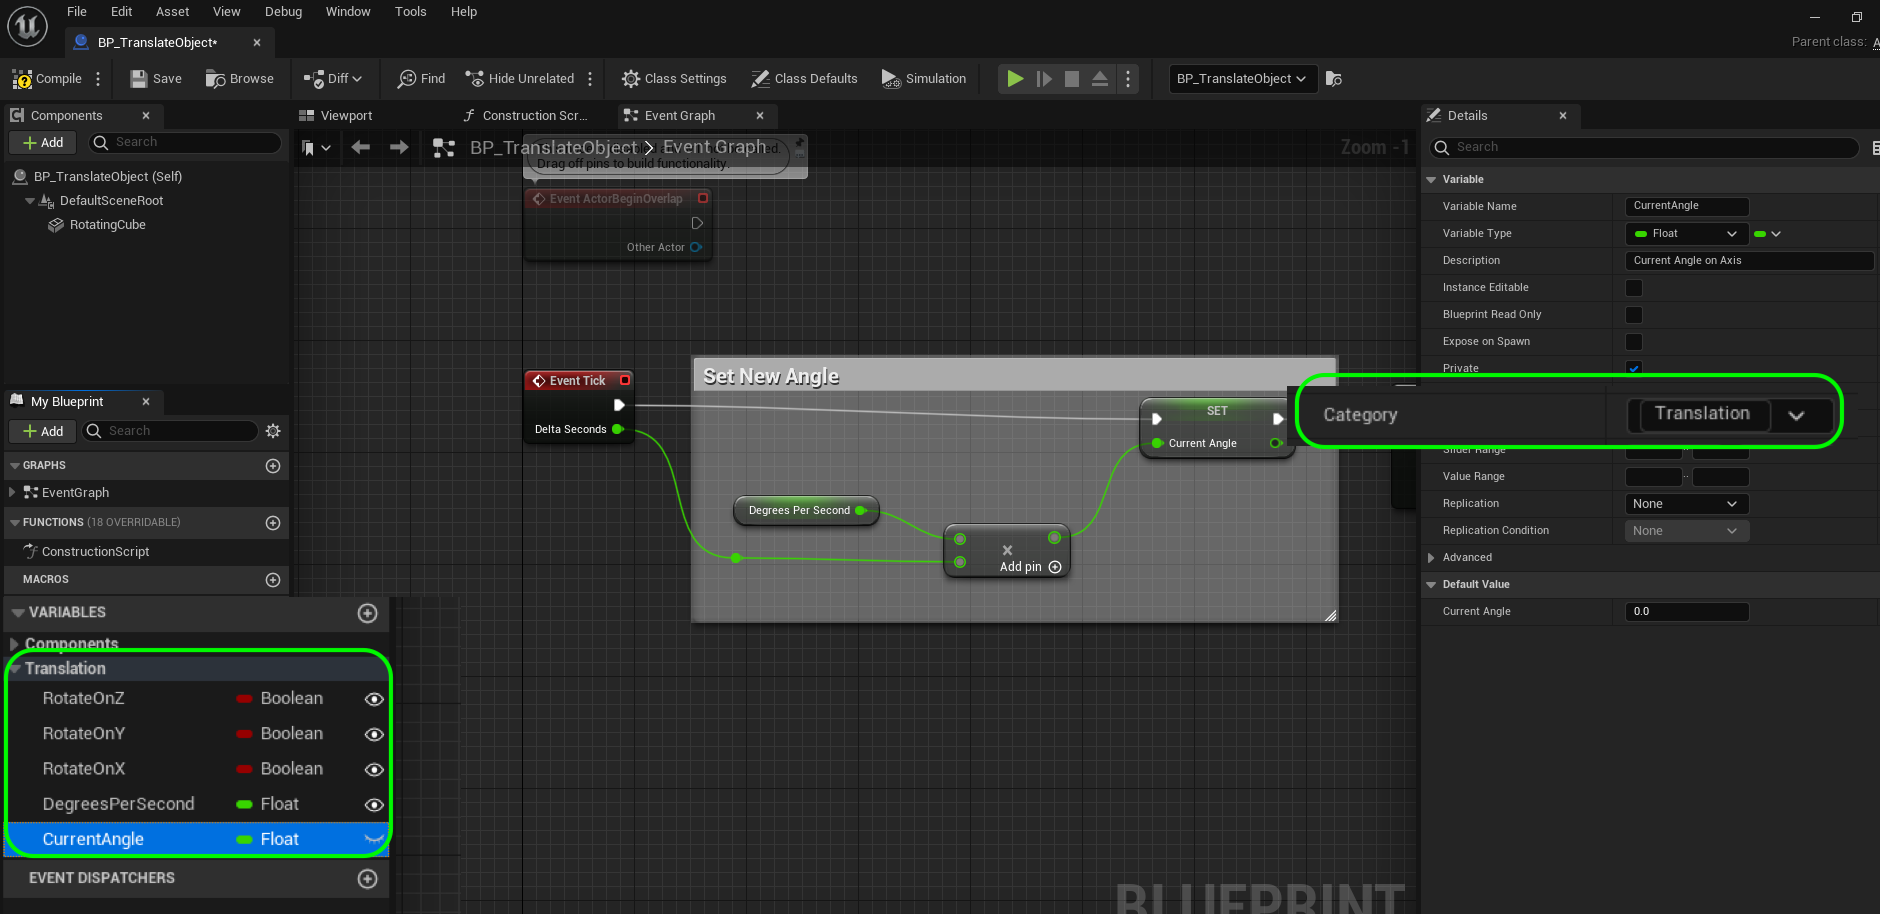 File Edit Asset View Debug Window Tools Help
BP_TranslateObject*
Parent class:
Compile Save Browse Diff Find Hide Unrelated Class Settings Class Defaults Simulation BP_TranslateObject
Components
Viewport Construction Scr... Event Graph
Details
Add Search
BP_TranslateObject > Event Graph Zoom -1
Search
Drag off pins to build functionality.
BP_TranslateObject (Self)
DefaultSceneRoot
RotatingCube
Event ActorBeginOverlap
Other Actor
Event Tick
Delta Seconds
Set New Angle
SET
Current Angle
Degrees Per Second
Add pin
BLUEPRINT
My Blueprint
Add Search
GRAPHS
EventGraph
FUNCTIONS (18 OVERRIDABLE)
ConstructionScript
MACROS
VARIABLES
Components
Translation
RotateOnZ Boolean
RotateOnY Boolean
RotateOnX Boolean
DegreesPerSecond Float
CurrentAngle Float
EVENT DISPATCHERS
Variable
Variable Name CurrentAngle
Variable Type Float
Description Current Angle on Axis
Instance Editable
Blueprint Read Only
Expose on Spawn
Private
Category Translation
Slider Range
Value Range
Replication None
Replication Condition None
Advanced
Default Value
Current Angle 0.0